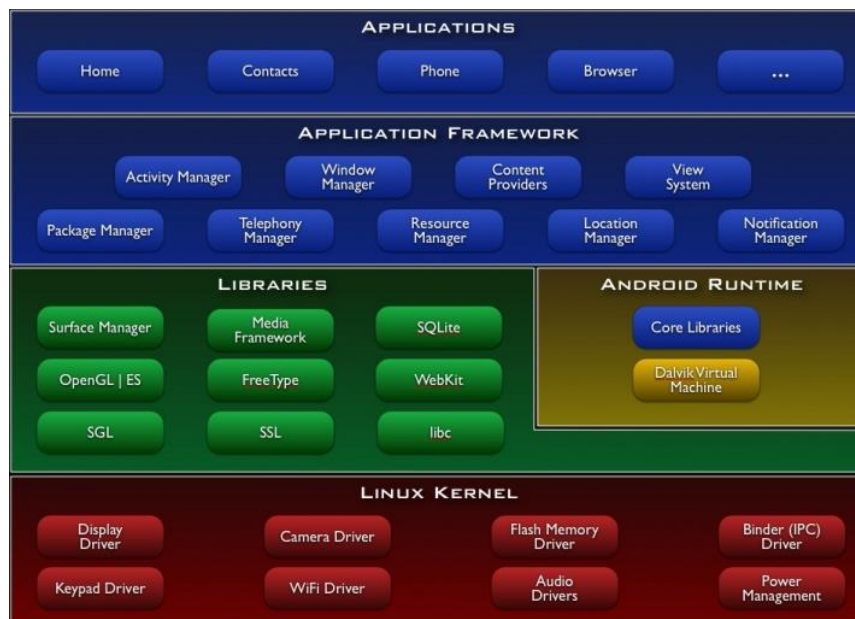 APPLICATIONS
Home
Contacts
Phone
Browser
...
APPLICATION FRAMEWORK
Activity Manager
Window
Manager
Content
Providers
View
System
Package Manager
Telephony
Manager
Resource
Manager
Location
Manager
Notification
Manager
LIBRARIES
Surface Manager
Media
Framework
SQLite
OpenGL | ES
FreeType
WebKit
SGL
SSL
libc
ANDROID RUNTIME
Core Libraries
Dalvik Virtual
Machine
LINUX KERNEL
Display
Driver
Camera Driver
Flash Memory
Driver
Binder (IPC)
Driver
Keypad Driver
WiFi Driver
Audio
Drivers
Power
Management